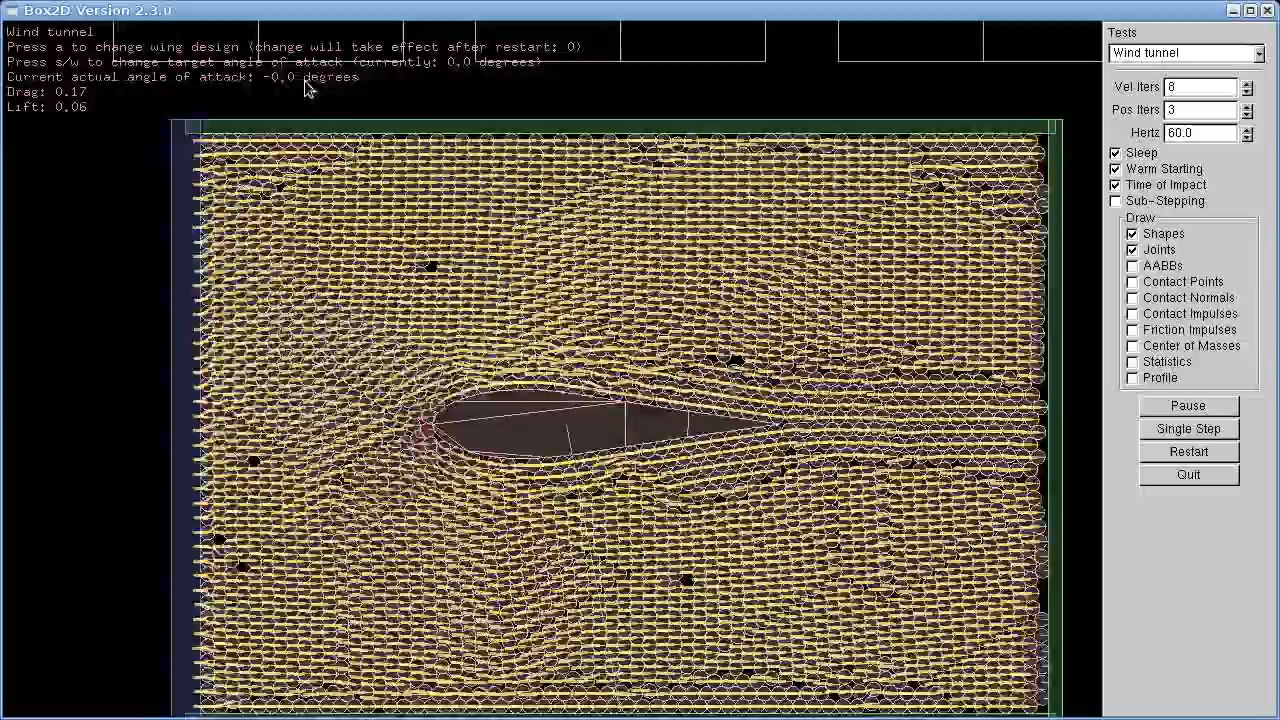 Box2D Version 2.3.u
Wind tunnel
Press a to change wing design (change will take effect after restart: 0)
Press s/w to change target angle of attack (currently: 0.0 degrees)
Current actual angle of attack: -0.0 degrees
Drag: 0.17
Lift: 0.06
Tests
Wind tunnel
Vel Iters 8
Pos Iters 3
Hertz 60.0
Sleep
Warm Starting
Time of Impact
Sub-Stepping
Draw
Shapes
Joints
AABBs
Contact Points
Contact Normals
Contact Impulses
Friction Impulses
Center of Masses
Statistics
Profile
Pause
Single Step
Restart
Quit